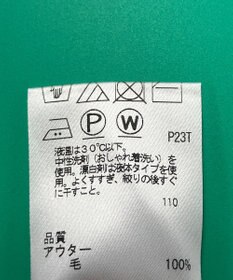 P W P23T
液温は30℃以下。
中性洗剤(おしゃれ着洗い)を
使用。漂白剤は液体タイプを使
用。よくすすぎ、絞りの後すぐ
に干すこと。
110
品質
アウター
毛 100%